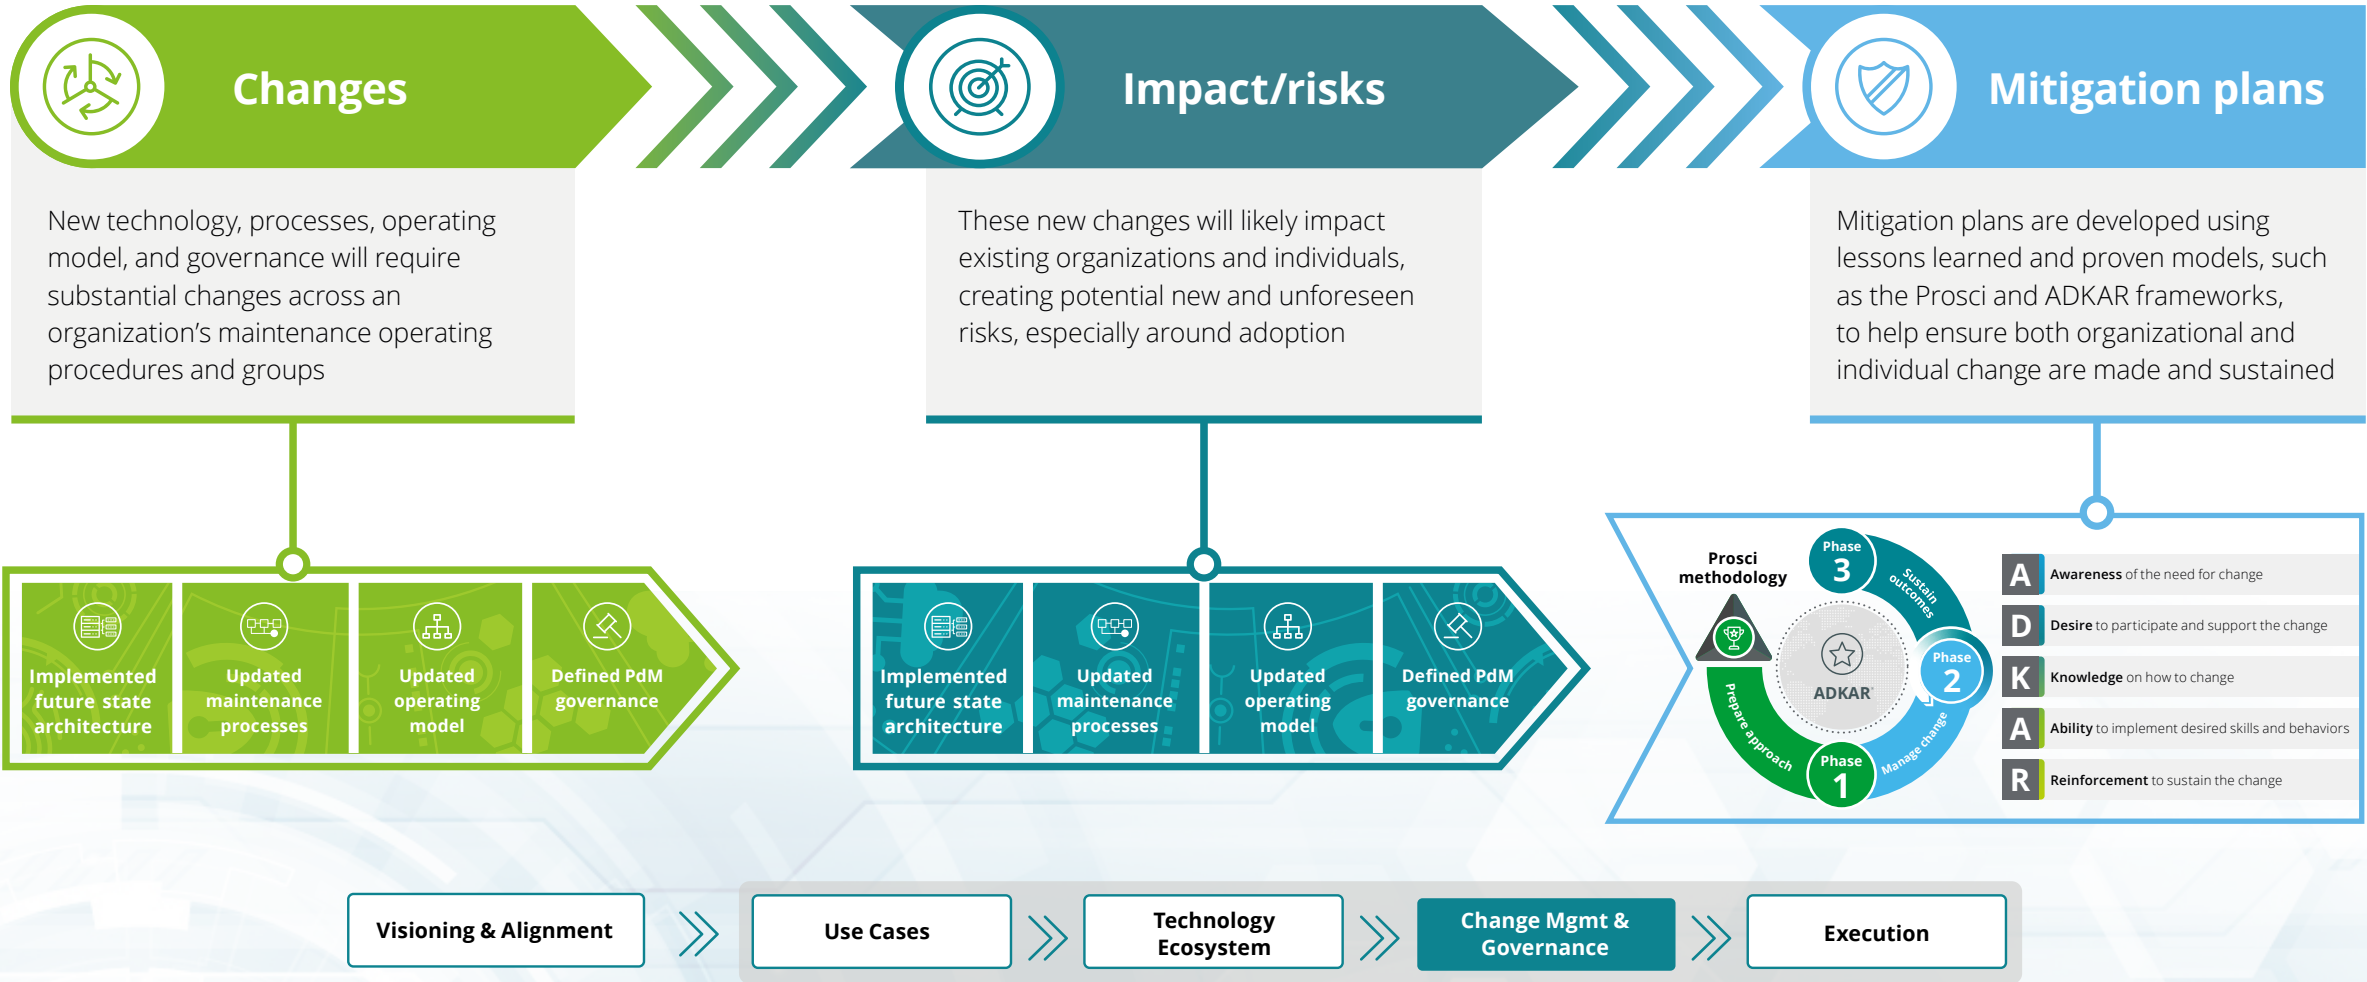 Changes
New technology, processes, operating
model, and governance will require
substantial changes across an
organization’s maintenance operating
procedures and groups
Implemented
future state
architecture
Updated
maintenance
processes
Updated
operating
model
Defined PdM
governance
Impact/risks
These new changes will likely impact
existing organizations and individuals,
creating potential new and unforeseen
risks, especially around adoption
Implemented
future state
architecture
Updated
maintenance
processes
Updated
operating
model
Defined PdM
governance
Mitigation plans
Mitigation plans are developed using
lessons learned and proven models, such
as the Prosci and ADKAR frameworks,
to help ensure both organizational and
individual change are made and sustained
Prosci
methodology
Prepare approach
Phase
1
Manage change
Phase
2
Sustain
outcomes
Phase
3
ADKAR
A Awareness of the need for change
D Desire to participate and support the change
K Knowledge on how to change
A Ability to implement desired skills and behaviors
R Reinforcement to sustain the change
Visioning & Alignment
Use Cases
Technology
Ecosystem
Change Mgmt &
Governance
Execution